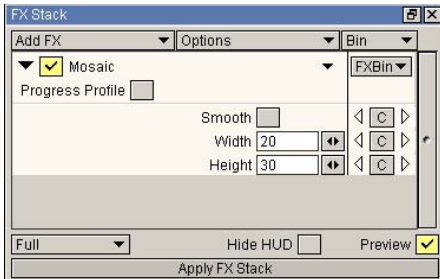 FX Stack
Add FX Options Bin
Mosaic FXBin
Progress Profile
Smooth C
Width 20 C
Height 30 C
Full Hide HUD Preview
Apply FX Stack